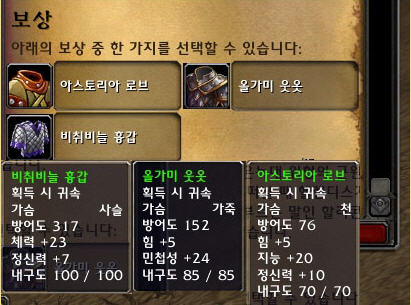 보상
아래의 보상 중 한 가지를 선택할 수 있습니다:
아스토리아 로브
올가미 웃옷
비취비늘 흉갑
비취비늘 흉갑
획득 시 귀속
가슴 사슬
방어도 317
체력 +23
정신력 +7
내구도 100 / 100
올가미 웃옷
획득 시 귀속
가슴 가죽
방어도 152
힘 +5
민첩성 +24
내구도 85 / 85
아스토리아 로브
획득 시 귀속
가슴 천
방어도 76
힘 +5
지능 +20
정신력 +10
내구도 70 / 70